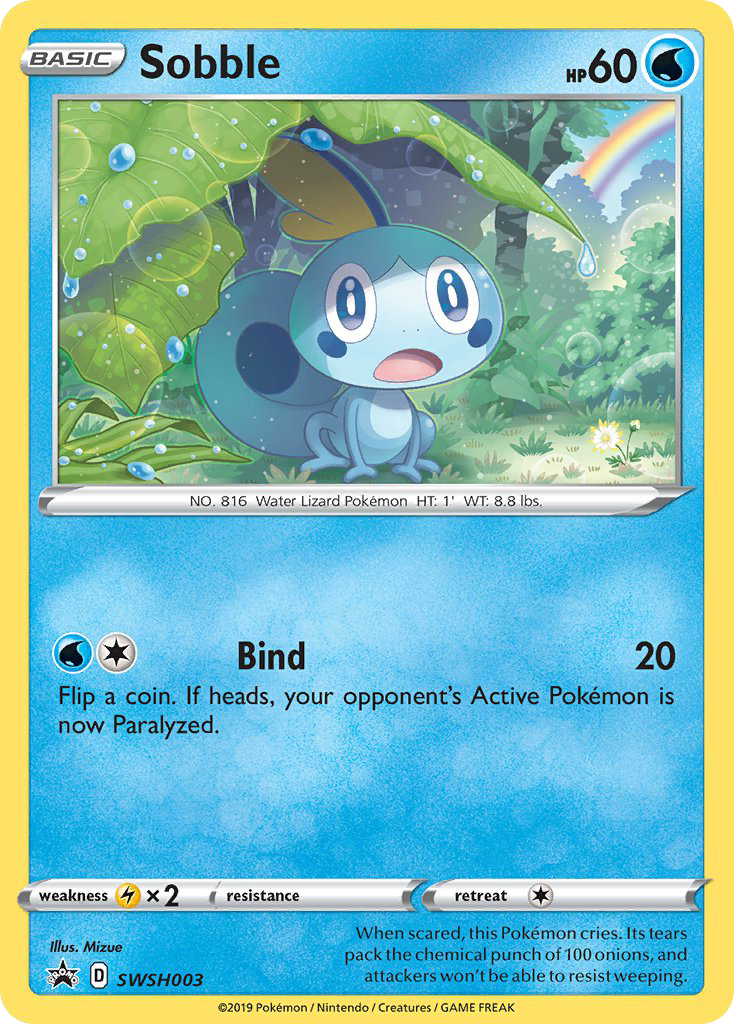 BASIC Sobble HP60
NO. 816 Water Lizard Pokémon HT: 1' WT: 8.8 lbs.
Bind 20
Flip a coin. If heads, your opponent's Active Pokémon is
now Paralyzed.
weakness ×2 resistance retreat
When scared, this Pokémon cries. Its tears
pack the chemical punch of 100 onions, and
attackers won't be able to resist weeping.
Illus. Mizue
D SWSH003
©2019 Pokémon / Nintendo / Creatures / GAME FREAK